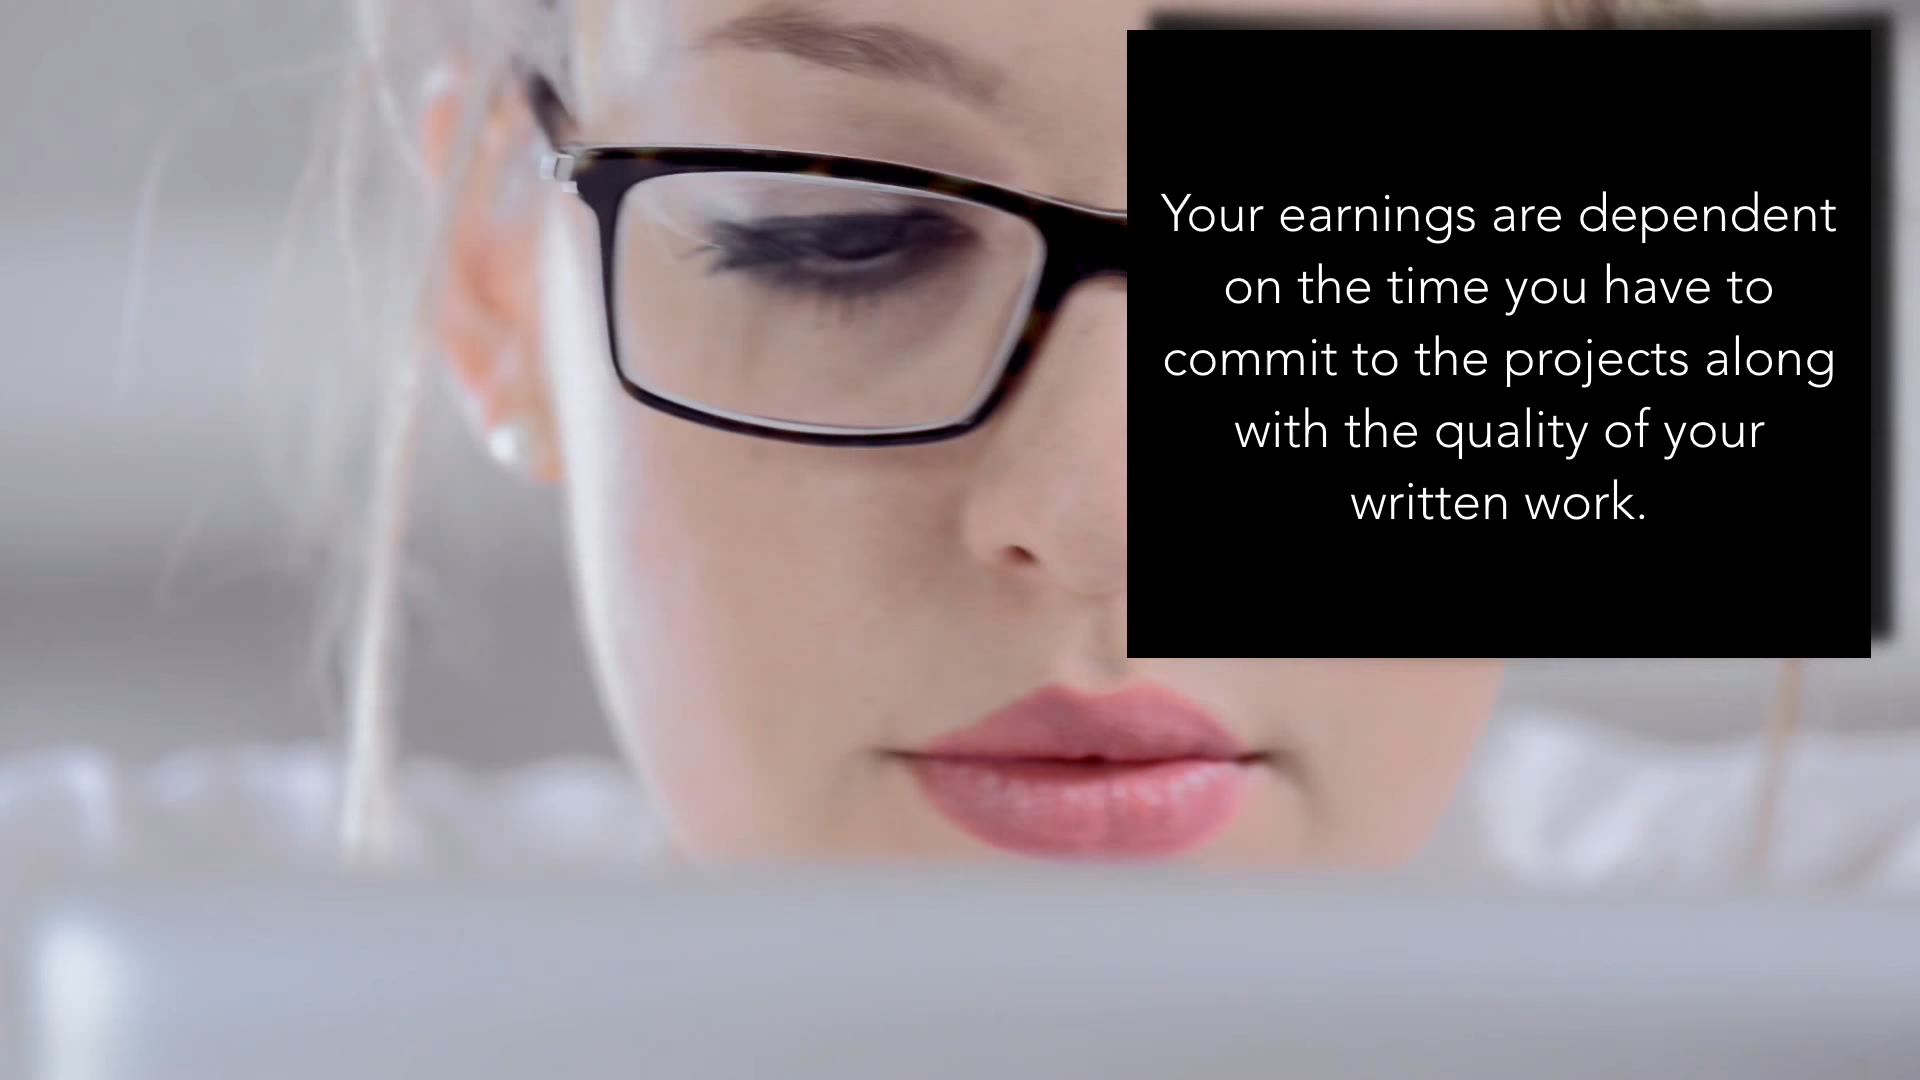 Your earnings are dependent
on the time you have to
commit to the projects along
with the quality of your
written work.